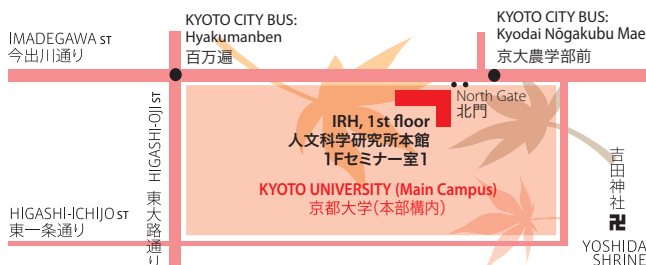 IMADEGAWA ST
今出川通り
KYOTO CITY BUS:
Hyakumanben
百万遍
KYOTO CITY BUS:
Kyodai Nōgakubu Mae
京大農学部前
North Gate
北門
IRH, 1st floor
人文科学研究所本館
1Fセミナー室1
KYOTO UNIVERSITY (Main Campus)
京都大学（本部構内）
HIGASHI-OJI ST
東大路通り
HIGASHI-ICHIJO ST
東一条通り
吉田神社
卍
YOSHIDA
SHRINE